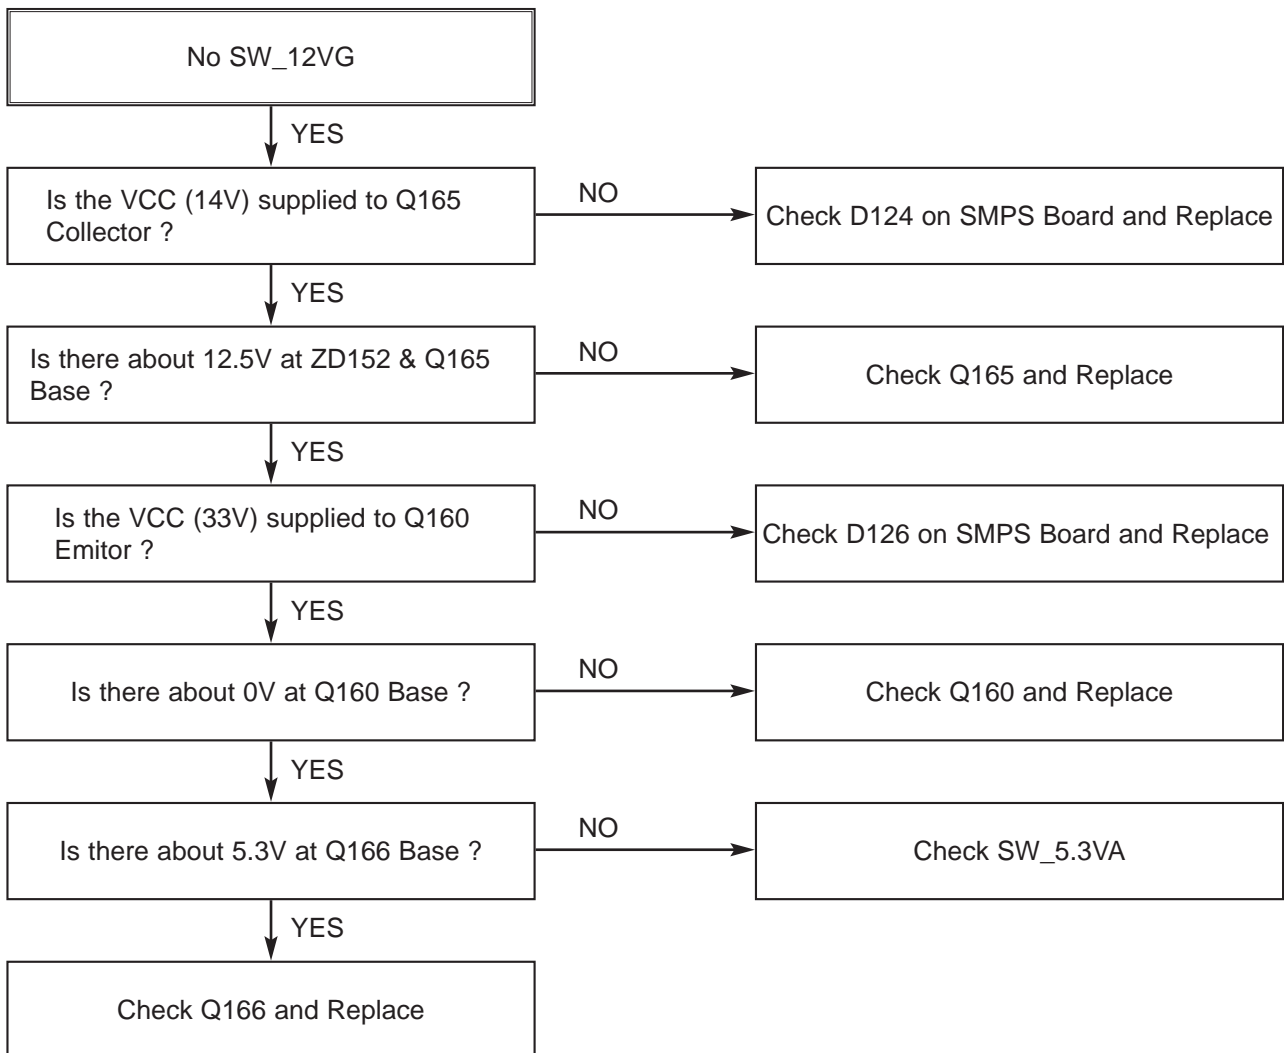 No SW_12VG
YES
Is the VCC (14V) supplied to Q165
Collector ?
NO
Check D124 on SMPS Board and Replace
YES
Is there about 12.5V at ZD152 & Q165
Base ?
NO
Check Q165 and Replace
YES
Is the VCC (33V) supplied to Q160
Emitor ?
NO
Check D126 on SMPS Board and Replace
YES
Is there about 0V at Q160 Base ?
NO
Check Q160 and Replace
YES
Is there about 5.3V at Q166 Base ?
NO
Check SW_5.3VA
YES
Check Q166 and Replace